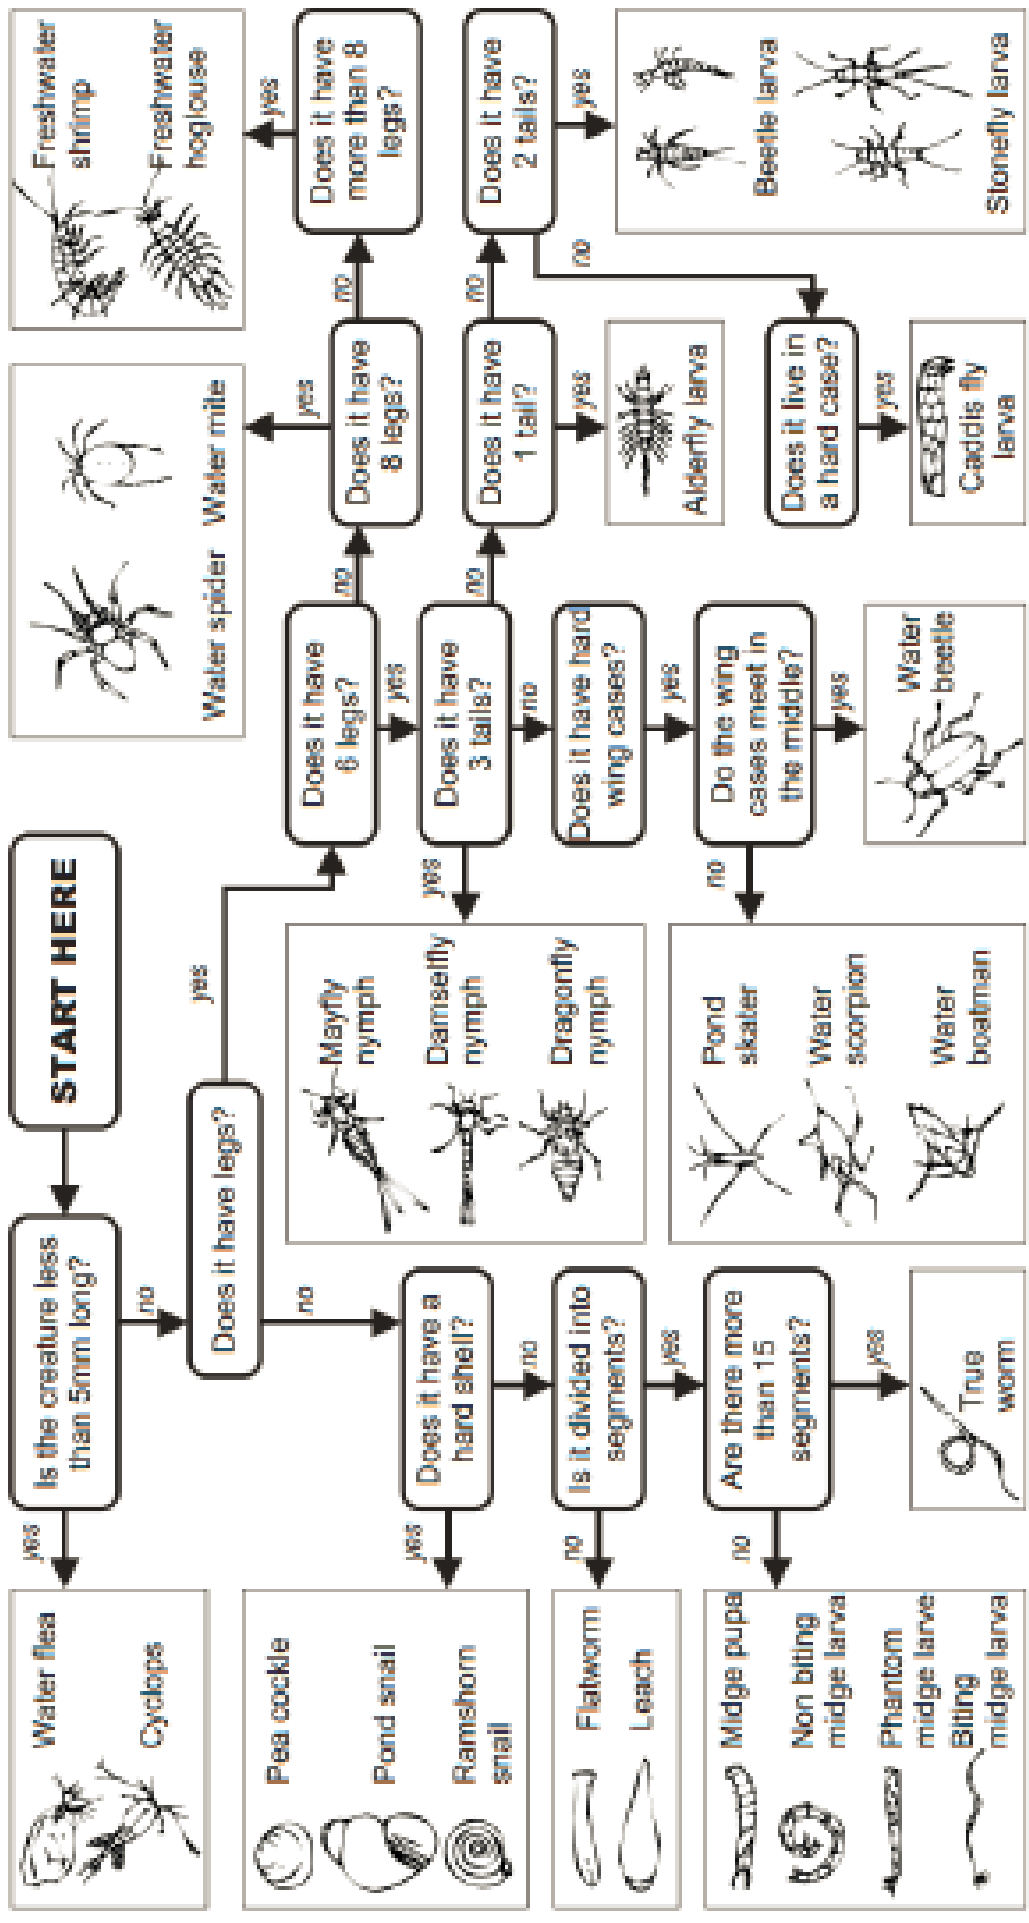 START HERE
Is the creature less
than 5mm long?
yes
Water flea
Cyclops
no
Does it have legs?
yes
no
Does it have a
hard shell?
yes
Pea cockle
Pond snail
Ramshorn
snail
no
Is it divided into
segments?
no
Flatworm
Leach
yes
Are there more
than 15
segments?
no
Midge pupa
Non biting
midge larva
Phantom
midge larve
Biting
midge larva
yes
True
worm
Does it have
6 legs?
no
Does it have
8 legs?
yes
Water spider
Water mite
no
Does it have
more than 8
legs?
yes
Freshwater
shrimp
Freshwater
hoglouse
yes
Does it have
3 tails?
yes
Mayfly
nymph
Damselfly
nymph
Dragonfly
nymph
no
Does it have
1 tail?
yes
Alderfly larva
no
Does it have
2 tails?
yes
Beetle larva
Stonefly larva
no
Does it live in
a hard case?
yes
Caddis fly
larva
no
Does it have hard
wing cases?
yes
Do the wing
cases meet in
the middle?
no
Pond
skater
Water
scorpion
Water
boatman
yes
Water
beetle